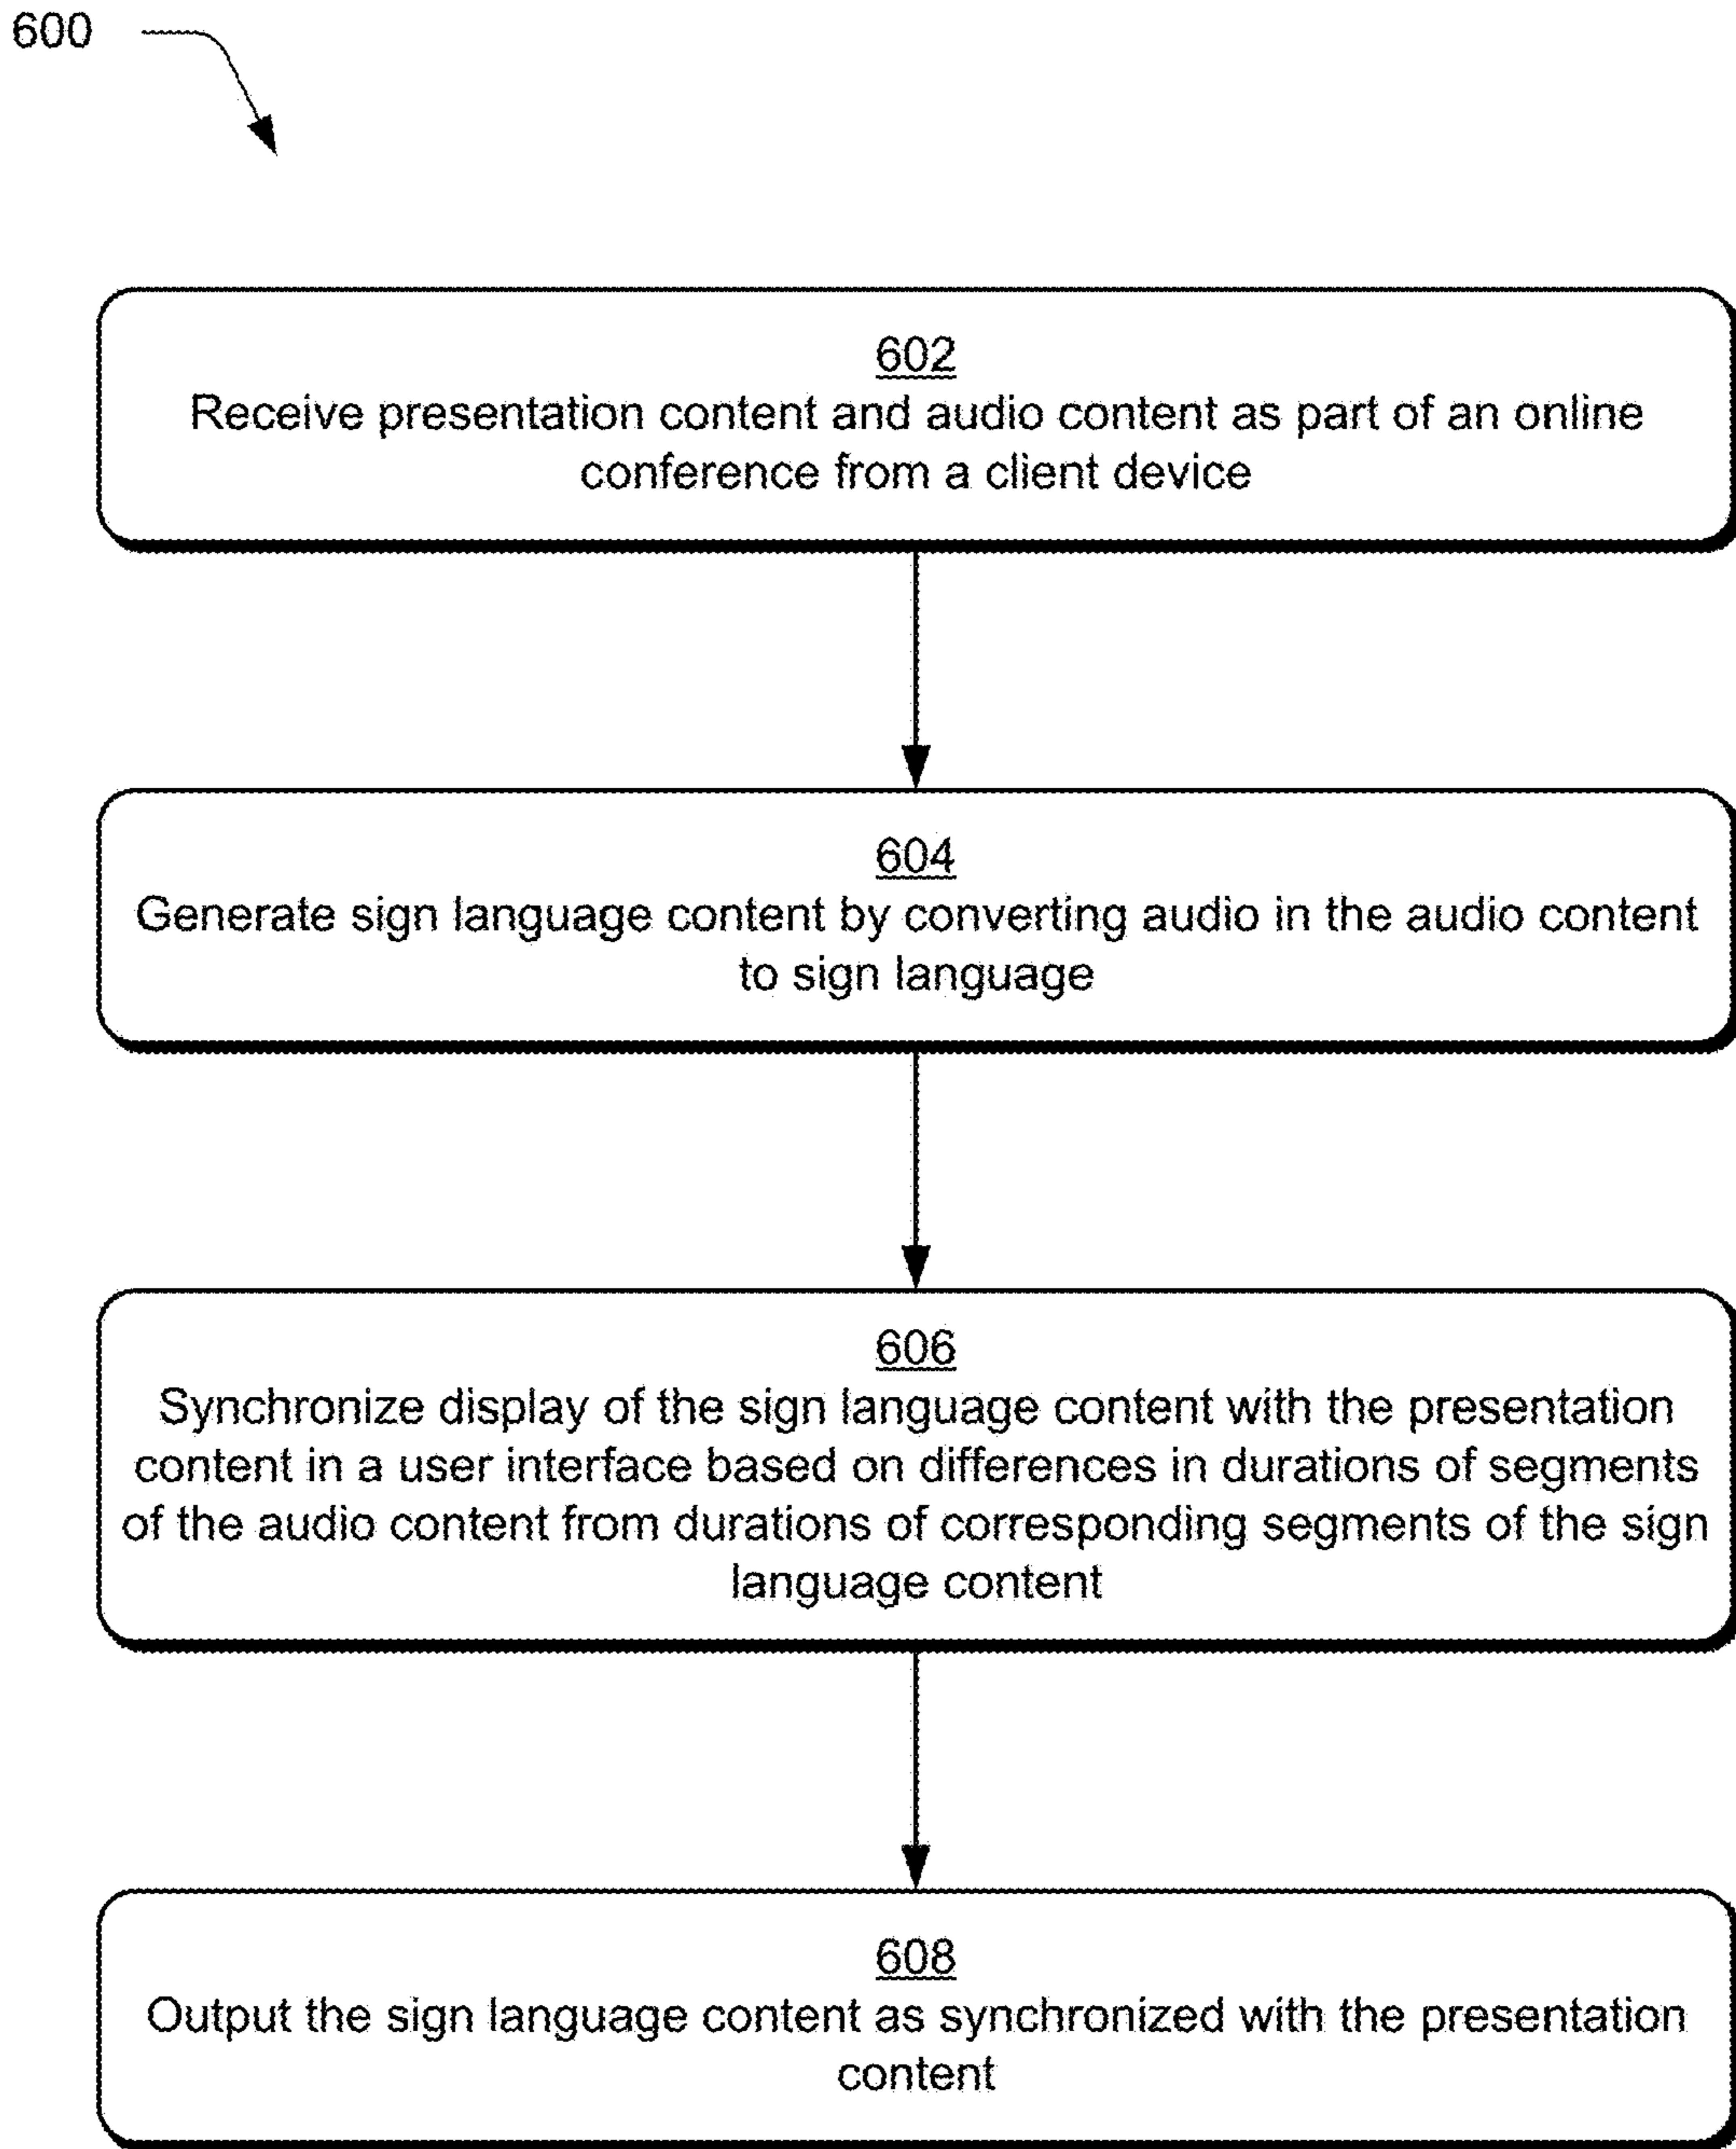 600
602
Receive presentation content and audio content as part of an online
conference from a client device
604
Generate sign language content by converting audio in the audio content
to sign language
606
Synchronize display of the sign language content with the presentation
content in a user interface based on differences in durations of segments
of the audio content from durations of corresponding segments of the sign
language content
608
Output the sign language content as synchronized with the presentation
content